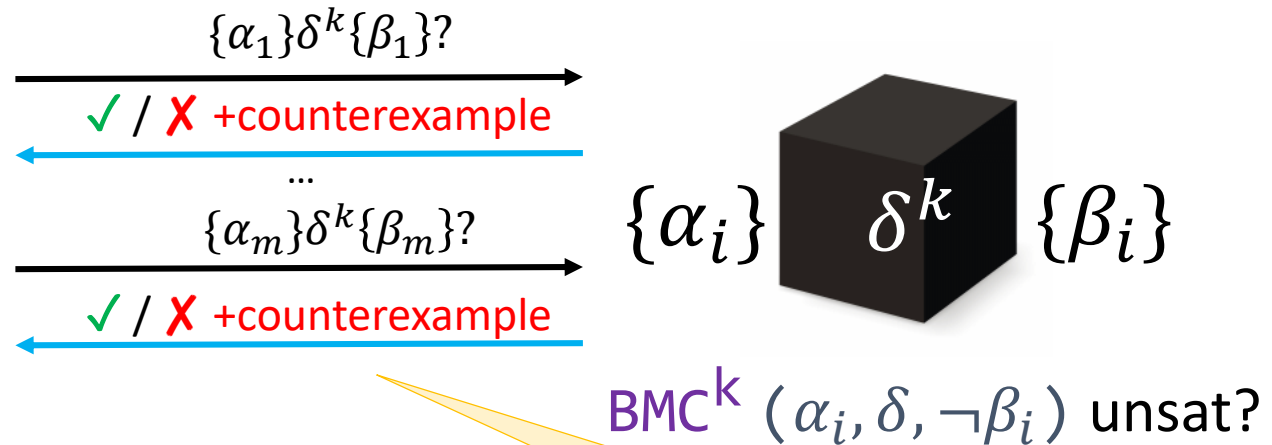 {α₁}δᵏ{β₁}?
✓ / ✗ +counterexample
...
{αₘ}δᵏ{βₘ}?
✓ / ✗ +counterexample
{αᵢ} δᵏ {βᵢ}
BMCᵏ (αᵢ, δ, ¬βᵢ) unsat?